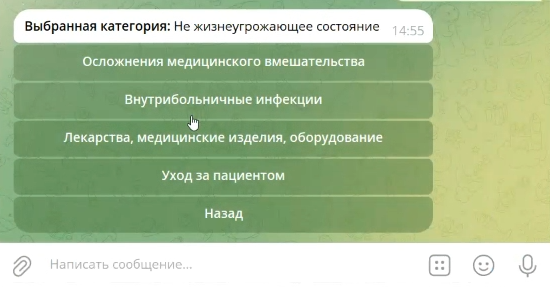 Выбранная категория: Не жизнеугрожающее состояние
14:55
Осложнения медицинского вмешательства
Внутрибольничные инфекции
Лекарства, медицинские изделия, оборудование
Уход за пациентом
Назад
Написать сообщение...